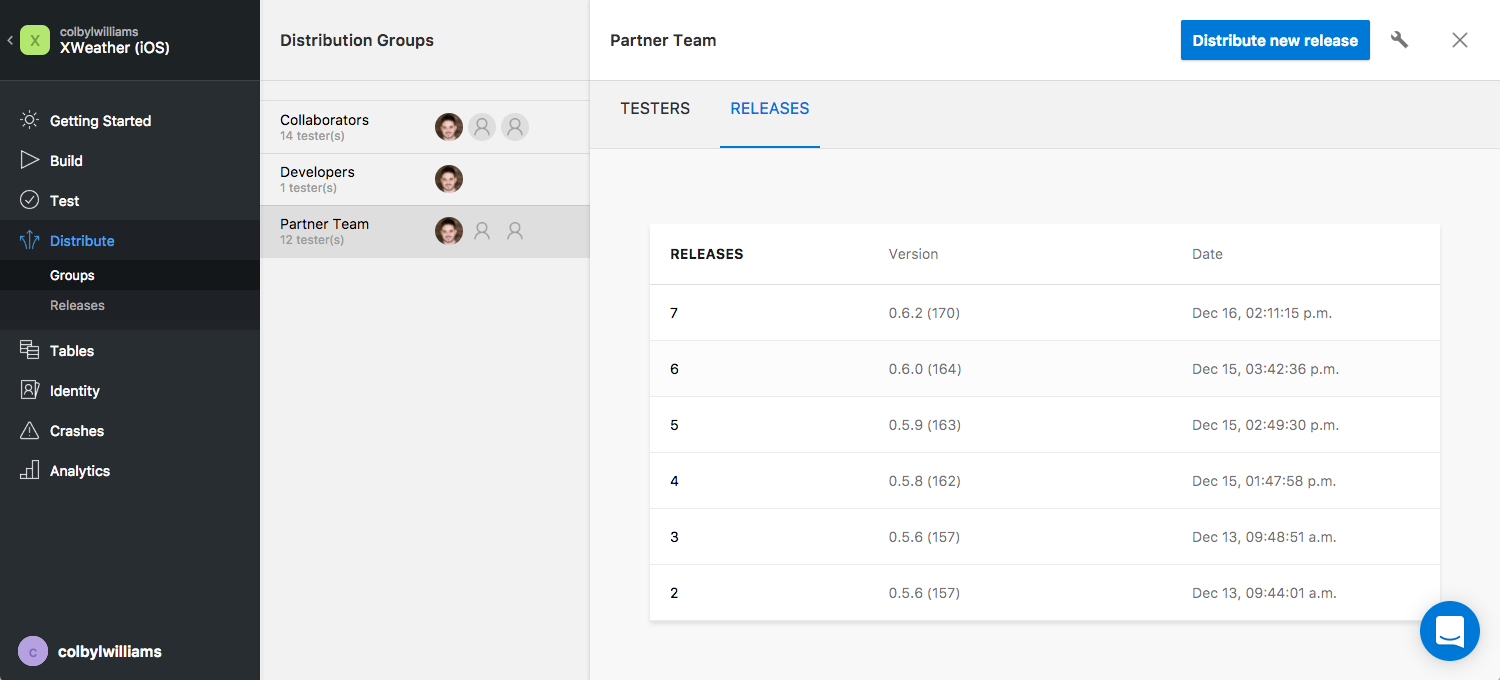 X
colbylwilliams
XWeather (iOS)
Getting Started
Build
Test
Distribute
Groups
Releases
Tables
Identity
Crashes
Analytics
c
colbylwilliams
Distribution Groups
Collaborators
14 tester(s)
Developers
1 tester(s)
Partner Team
12 tester(s)
Partner Team
Distribute new release
TESTERS RELEASES
RELEASES Version Date
7 0.6.2 (170) Dec 16, 02:11:15 p.m.
6 0.6.0 (164) Dec 15, 03:42:36 p.m.
5 0.5.9 (163) Dec 15, 02:49:30 p.m.
4 0.5.8 (162) Dec 15, 01:47:58 p.m.
3 0.5.6 (157) Dec 13, 09:48:51 a.m.
2 0.5.6 (157) Dec 13, 09:44:01 a.m.